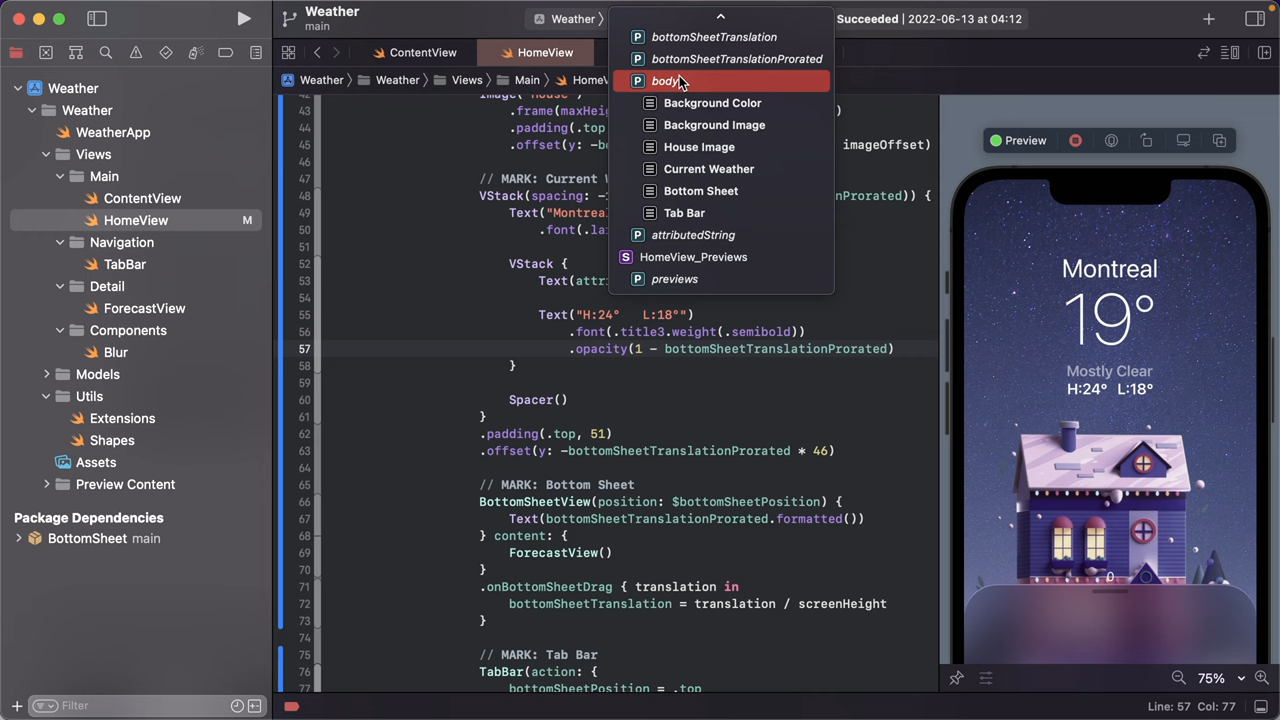 Weather
main
Weather
Succeeded | 2022-06-13 at 04:12
ContentView
HomeView
Weather
Weather
Views
Main
Weather
Weather
WeatherApp
Views
Main
ContentView
HomeView M
Navigation
TabBar
Detail
ForecastView
Components
Blur
Models
Utils
Extensions
Shapes
Assets
Preview Content
Package Dependencies
BottomSheet main
Filter
bottomSheetTranslation
bottomSheetTranslationProrated
body
Background Color
Background Image
House Image
Current Weather
Bottom Sheet
Tab Bar
attributedString
HomeView_Previews
previews
43 .frame(maxHei )
44 .padding(.top
45 .offset(y: -b imageOffset)
46
47 // MARK: Current
48 VStack(spacing: nProrated)) {
49 Text("Montreal
50 .font(.la
51
52 VStack {
53 Text(attri
54
55 Text("H:24°   L:18°")
56 .font(.title3.weight(.semibold))
57 .opacity(1 - bottomSheetTranslationProrated)
58 }
59
60 Spacer()
61 }
62 .padding(.top, 51)
63 .offset(y: -bottomSheetTranslationProrated * 46)
64
65 // MARK: Bottom Sheet
66 BottomSheetView(position: $bottomSheetPosition) {
67 Text(bottomSheetTranslationProrated.formatted())
68 } content: {
69 ForecastView()
70 }
71 .onBottomSheetDrag { translation in
72 bottomSheetTranslation = translation / screenHeight
73 }
74
75 // MARK: Tab Bar
76 TabBar(action: {
77 bottomSheetPosition = .top
Preview
Montreal
19°
Mostly Clear
H:24°   L:18°
0
75%
Line: 57 Col: 77